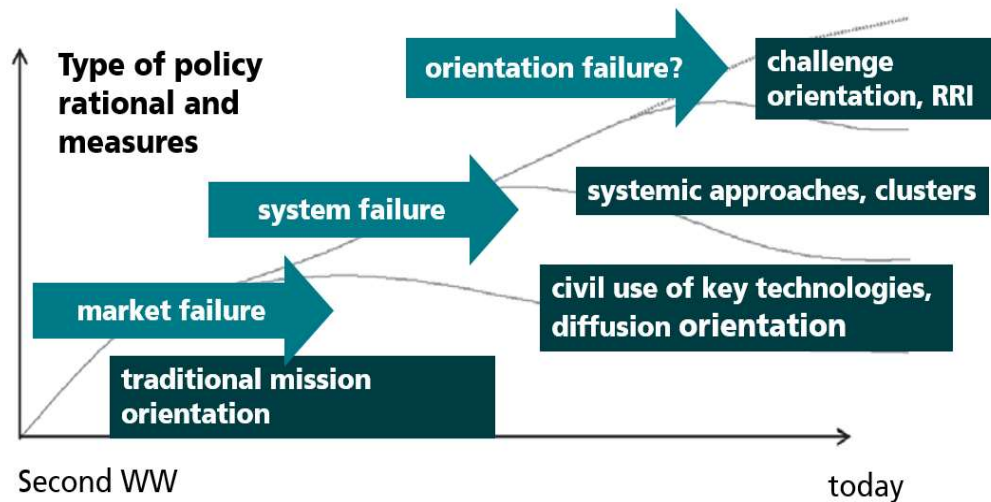 Type of policy
rational and
measures
orientation failure?
challenge
orientation, RRI
system failure
systemic approaches, clusters
market failure
civil use of key technologies,
diffusion orientation
traditional mission
orientation
Second WW
today